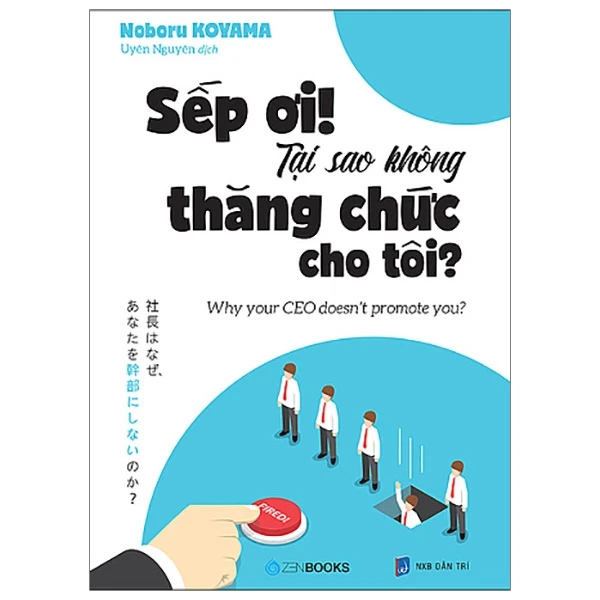 Noboru KOYAMA
Uyên Nguyên dịch
Sếp ơi!
Tại sao không
thăng chức
cho tôi?
Why your CEO doesn't promote you?
社長はなぜ、
あなたを幹部にしないのか？
FIRED!
ZENBOOKS
NXB DÂN TRÍ